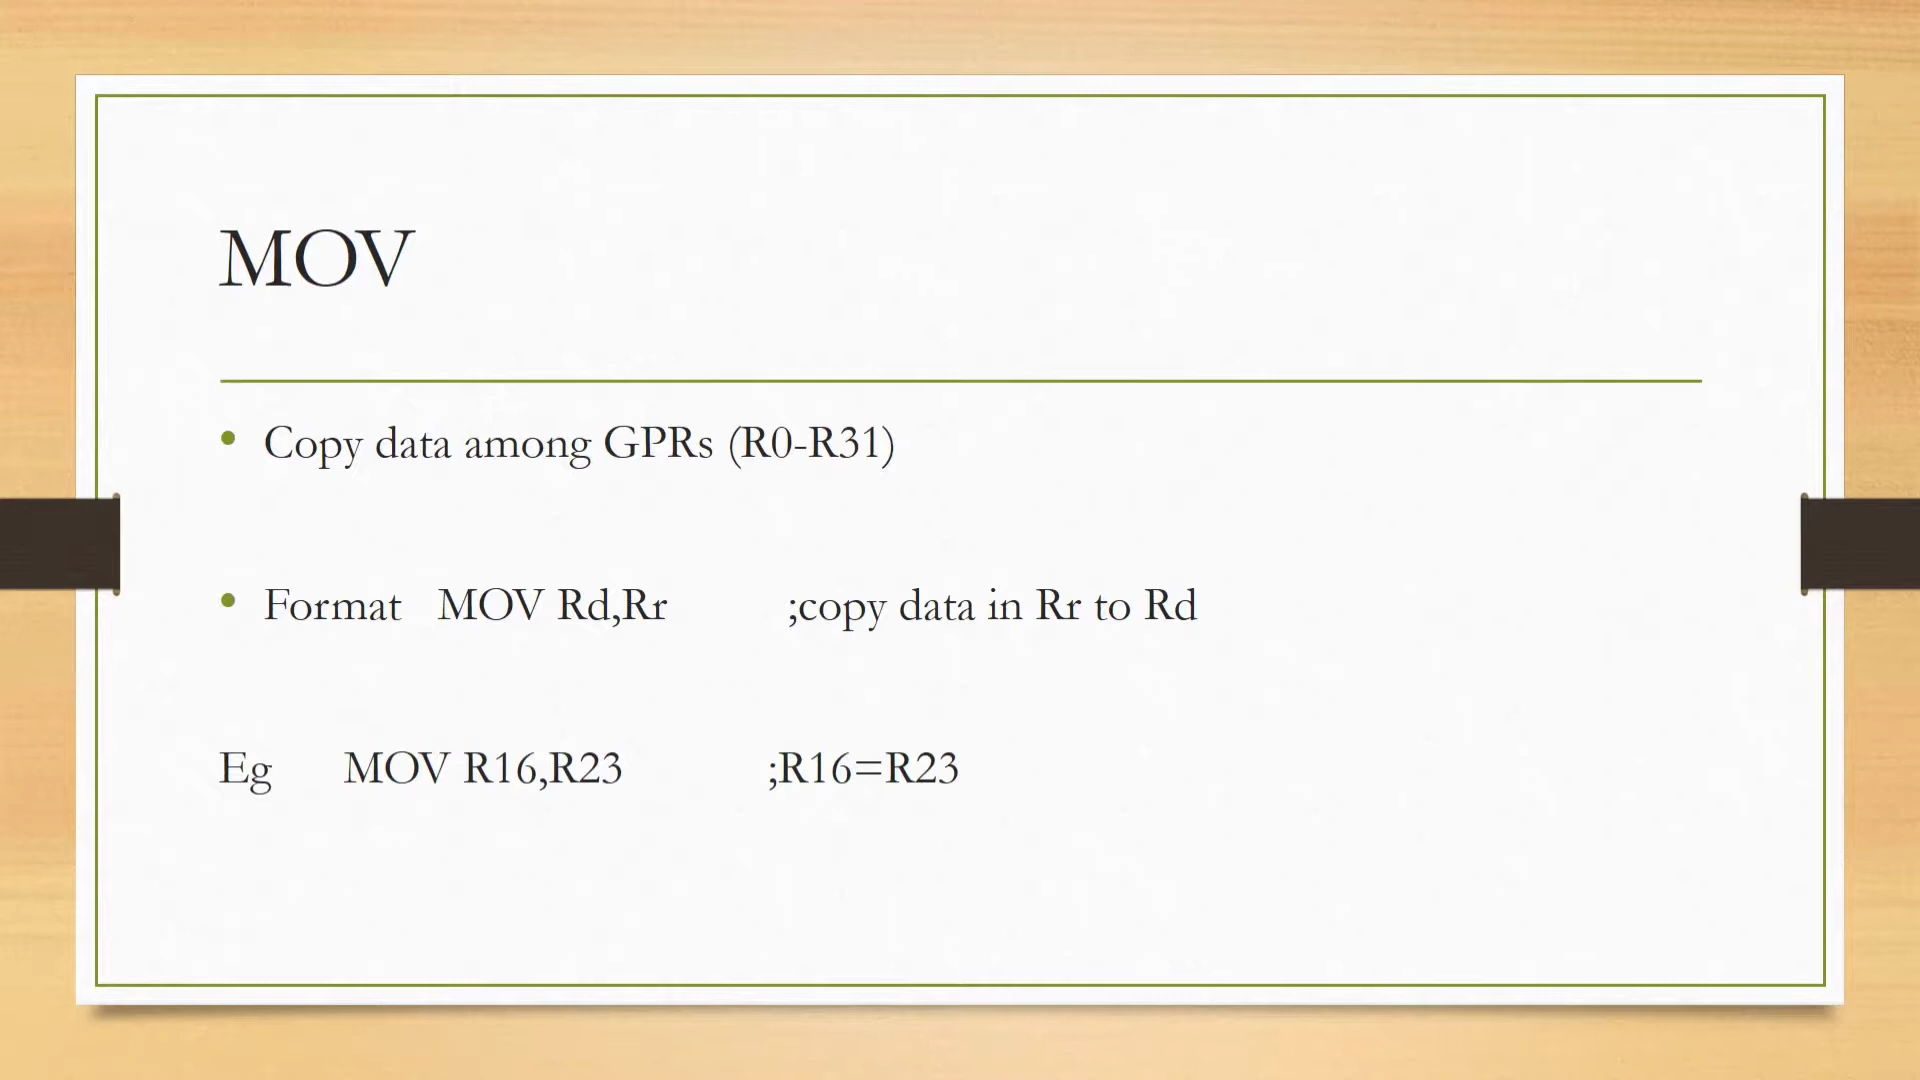 MOV
• Copy data among GPRs (R0-R31)
• Format MOV Rd,Rr ;copy data in Rr to Rd
Eg MOV R16,R23 ;R16=R23